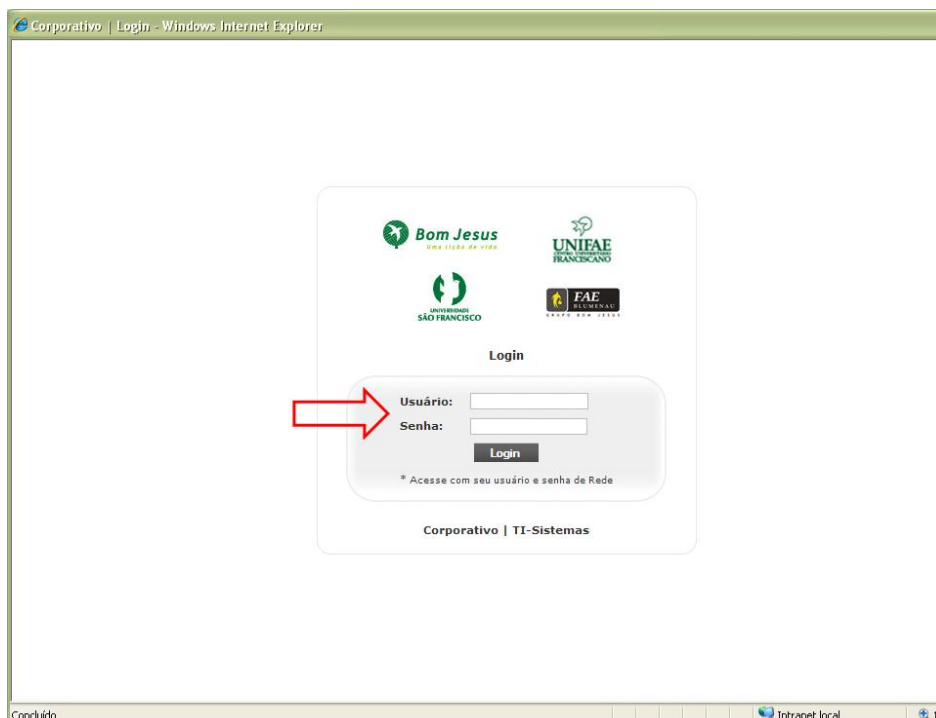 Corporativo | Login - Windows Internet Explorer
Bom Jesus
Uma lição de vida
UNIFAE
CENTRO UNIVERSITÁRIO
FRANCISCANO
UNIVERSIDADE
SÃO FRANCISCO
FAE
BLUMENAU
GRUPO BOM JESUS
Login
Usuário:
Senha:
Login
* Acesse com seu usuário e senha de Rede
Corporativo | TI-Sistemas
Concluído
Intranet local
1